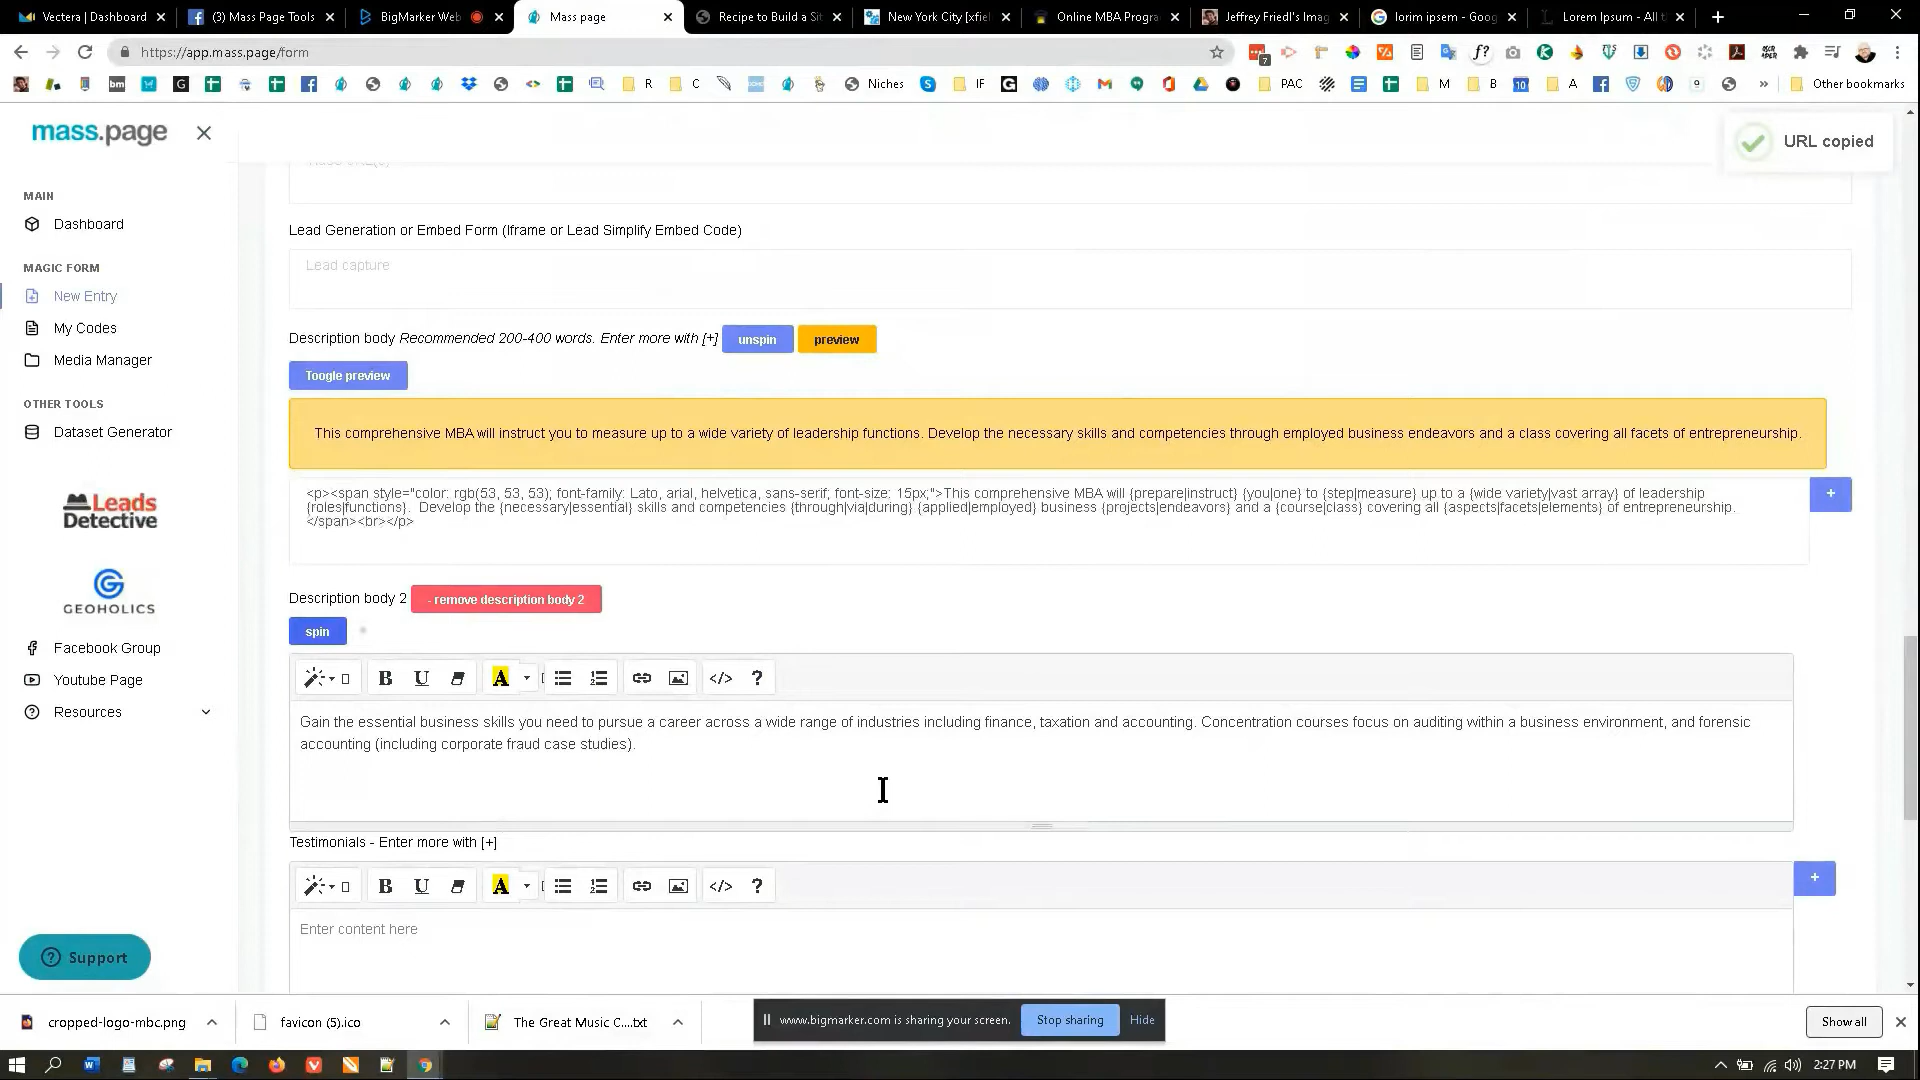 Vectera | Dashboard
(3) Mass Page Tools
BigMarker Web
Mass page
Recipe to Build a Sit
New York City [xfiel
Online MBA Progra
Jeffrey Friedl's Imag
lorim ipsem - Goog
Lorem Ipsum - All t
https://app.mass.page/form
7
bm
G
R
C
Niches
IF
PAC
M
B
10
A
Other bookmarks
mass.page
URL copied
MAIN
Dashboard
MAGIC FORM
New Entry
My Codes
Media Manager
OTHER TOOLS
Dataset Generator
Leads
Detective
GEOHOLICS
Facebook Group
Youtube Page
Resources
Support
Lead Generation or Embed Form (Iframe or Lead Simplify Embed Code)
Lead capture
Description body Recommended 200-400 words. Enter more with [+]
unspin
preview
Toogle preview
This comprehensive MBA will instruct you to measure up to a wide variety of leadership functions. Develop the necessary skills and competencies through employed business endeavors and a class covering all facets of entrepreneurship.
<p><span style="color: rgb(53, 53, 53); font-family: Lato, arial, helvetica, sans-serif; font-size: 15px;">This comprehensive MBA will {prepare|instruct} {you|one} to {step|measure} up to a {wide variety|vast array} of leadership
{roles|functions}.  Develop the {necessary|essential} skills and competencies {through|via|during} {applied|employed} business {projects|endeavors} and a {course|class} covering all {aspects|facets|elements} of entrepreneurship.
</span><br></p>
+
Description body 2
- remove description body 2
spin
B U A </> ?
Gain the essential business skills you need to pursue a career across a wide range of industries including finance, taxation and accounting. Concentration courses focus on auditing within a business environment, and forensic
accounting (including corporate fraud case studies).
Testimonials - Enter more with [+]
B U A </> ?
+
Enter content here
cropped-logo-mbc.png
favicon (5).ico
The Great Music C....txt
www.bigmarker.com is sharing your screen.
Stop sharing
Hide
Show all
2:27 PM